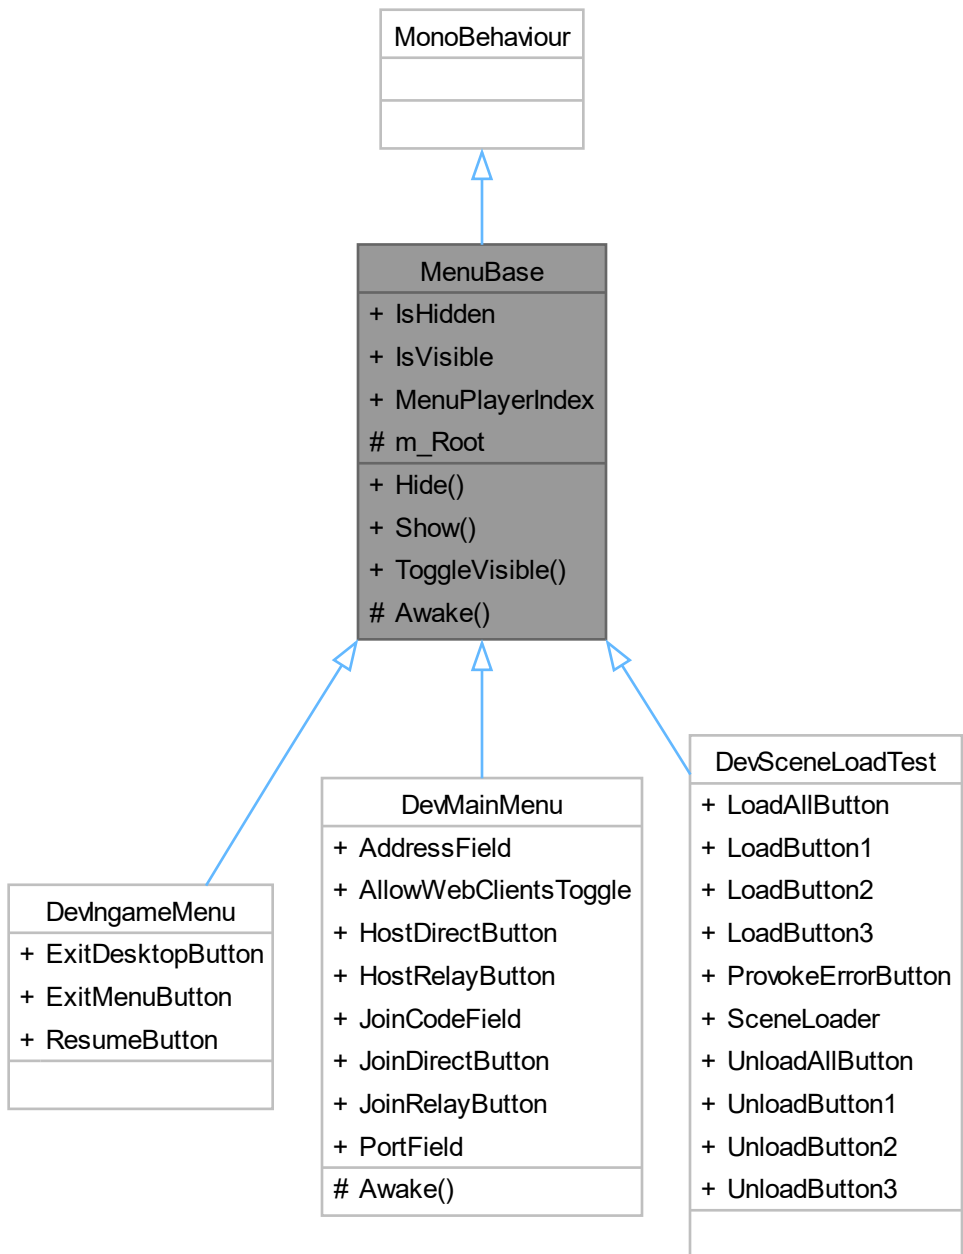 MonoBehaviour
MenuBase
+ IsHidden
+ IsVisible
+ MenuPlayerIndex
# m_Root
+ Hide()
+ Show()
+ ToggleVisible()
# Awake()
DevIngameMenu
+ ExitDesktopButton
+ ExitMenuButton
+ ResumeButton
DevMainMenu
+ AddressField
+ AllowWebClientsToggle
+ HostDirectButton
+ HostRelayButton
+ JoinCodeField
+ JoinDirectButton
+ JoinRelayButton
+ PortField
# Awake()
DevSceneLoadTest
+ LoadAllButton
+ LoadButton1
+ LoadButton2
+ LoadButton3
+ ProvokeErrorButton
+ SceneLoader
+ UnloadAllButton
+ UnloadButton1
+ UnloadButton2
+ UnloadButton3